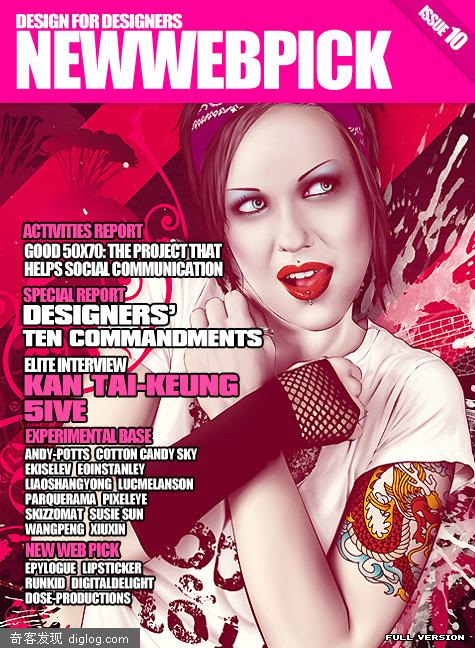 DESIGN FOR DESIGNERS
NEWWEBPICK
ISSUE 10
ACTIVITIES REPORT
GOOD 50X70: THE PROJECT THAT
HELPS SOCIAL COMMUNICATION
SPECIAL REPORT
DESIGNERS'
TEN COMMANDMENTS
ELITE INTERVIEW
KAN TAI-KEUNG
5IVE
EXPERIMENTAL BASE
ANDY-POTTS COTTON CANDY SKY
EKISELEV EOINSTANLEY
LIAOSHANGYONG LUCMELANSON
PARQUERAMA PIXELEYE
SKIZZOMAT SUSIE SUN
WANGPENG XIUXIN
NEW WEB PICK
EPYLOGUE LIPSTICKER
RUNKID DIGITALDELIGHT
DOSE-PRODUCTIONS
奇客发现 diglog.com
FULL VERSION